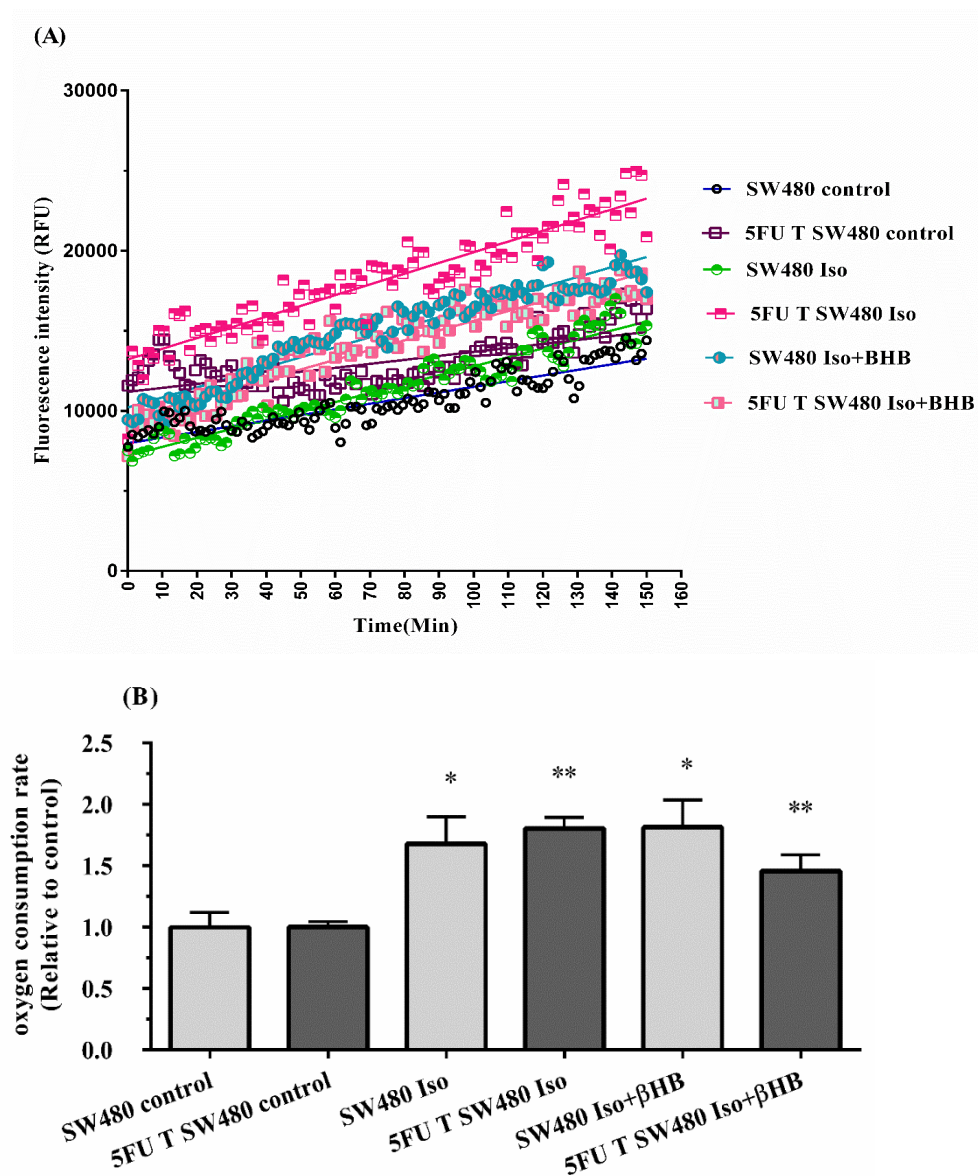 (A)
Fluorescence intensity (RFU)
30000
20000
10000
0
0 10 20 30 40 50 60 70 80 90 100 110 120 130 140 150 160
Time(Min)
SW480 control
5FU T SW480 control
SW480 Iso
5FU T SW480 Iso
SW480 Iso+BHB
5FU T SW480 Iso+BHB
(B)
oxygen consumption rate
(Relative to control)
2.5
2.0
1.5
1.0
0.5
0.0
* ** * **
SW480 control
5FU T SW480 control
SW480 Iso
5FU T SW480 Iso
SW480 Iso+βHB
5FU T SW480 Iso+βHB